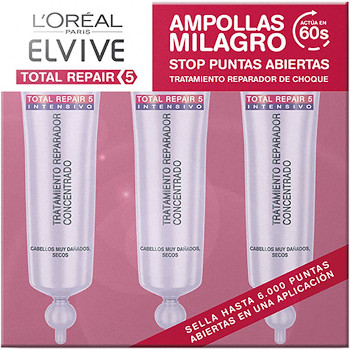 L'ORÉAL
PARIS
ELVIVE
TOTAL REPAIR 5
AMPOLLAS
MILAGRO
ACTÚA EN
60s
STOP PUNTAS ABIERTAS
TRATAMIENTO REPARADOR
DE CHOQUE
TOTAL REPAIR 5
INTENSIVO
TRATAMIENTO REPARADOR
CONCENTRADO
CABELLOS MUY DAÑADOS,
SECOS
TOTAL REPAIR 5
INTENSIVO
TRATAMIENTO REPARADOR
CONCENTRADO
CABELLOS MUY DAÑADOS,
SECOS
TOTAL REPAIR 5
INTENSIVO
TRATAMIENTO REPARADOR
CONCENTRADO
CABELLOS MUY DAÑADOS,
SECOS
SELLA HASTA 6.000 PUNTAS
ABIERTAS EN UNA APLICACIÓN